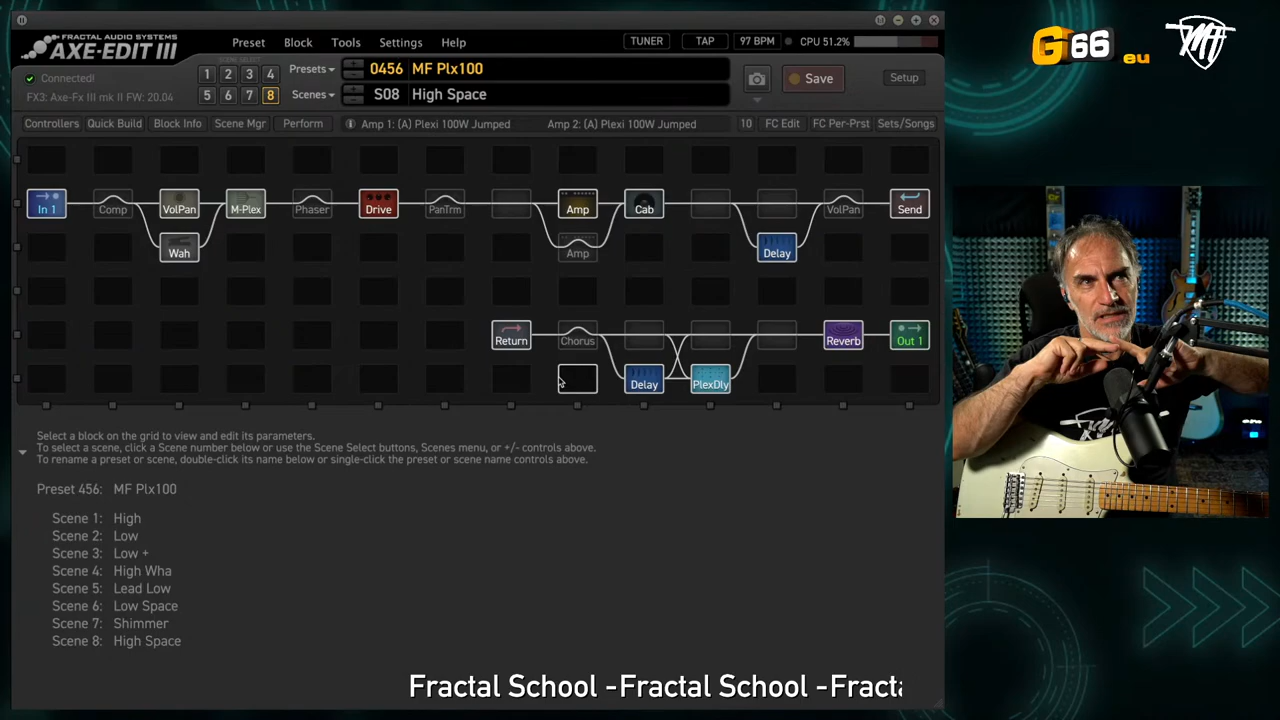 FRACTAL AUDIO SYSTEMS
AXE-EDIT III
Preset Block Tools Settings Help
TUNER TAP 97 BPM CPU 51.2%
G66 eu
MF
Connected!
FX3: Axe-Fx III mk II FW: 20.04
SCENE SELECT
1 2 3 4
5 6 7 8
Presets 0456 MF Plx100
Scenes S08 High Space
Save
Setup
Controllers Quick Build Block Info Scene Mgr Perform
Amp 1: (A) Plexi 100W Jumped Amp 2: (A) Plexi 100W Jumped
10 FC Edit FC Per-Prst Sets/Songs
In 1 Comp VolPan M-Plex Phaser Drive PanTrm Amp Cab VolPan Send
Wah Amp Delay
Return Chorus Reverb Out 1
Delay PlexDly
Select a block on the grid to view and edit its parameters.
To select a scene, click a Scene number below or use the Scene Select buttons, Scenes menu, or +/- controls above.
To rename a preset or scene, double-click its name below or single-click the preset or scene name controls above.
Preset 456: MF Plx100
Scene 1: High
Scene 2: Low
Scene 3: Low +
Scene 4: High Wha
Scene 5: Lead Low
Scene 6: Low Space
Scene 7: Shimmer
Scene 8: High Space
Fractal School -Fractal School -Fracta